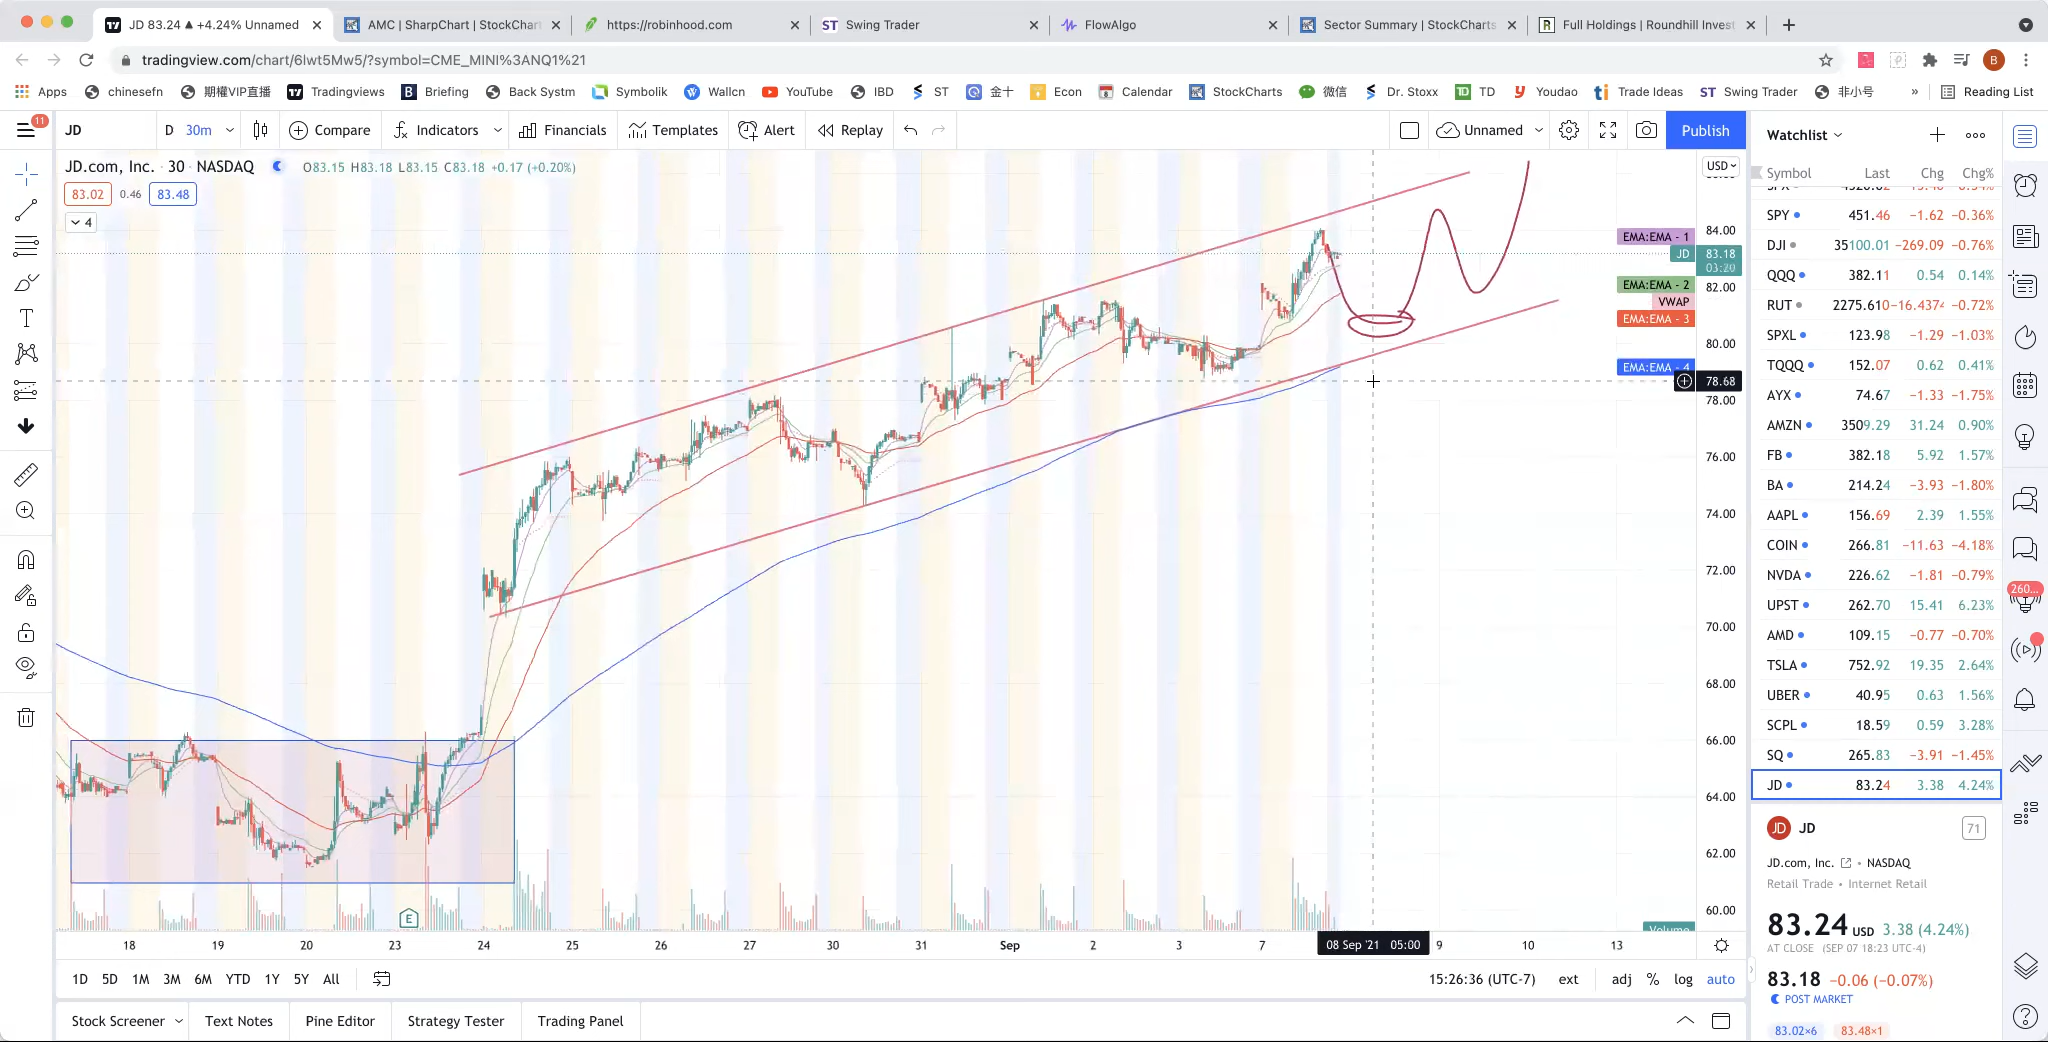 JD 83.24 ▲ +4.24% Unnamed
AMC | SharpChart | StockChart
https://robinhood.com
ST Swing Trader
FlowAlgo
Sector Summary | StockCharts
Full Holdings | Roundhill Invest
tradingview.com/chart/6lwt5Mw5/?symbol=CME_MINI%3ANQ1%21
B
Apps chinesefn 期權VIP直播 Tradingviews Briefing Back Systm Symbolik Wallcn YouTube IBD ST 金十 Econ Calendar StockCharts 微信 Dr. Stoxx TD Youdao Trade Ideas ST Swing Trader 非小号 » Reading List
11 JD D 30m Compare Indicators Financials Templates Alert Replay Unnamed Publish
JD.com, Inc. · 30 · NASDAQ O83.15 H83.18 L83.15 C83.18 +0.17 (+0.20%)
83.02 0.46 83.48
4
USD
84.00
82.00
80.00
78.00
76.00
74.00
72.00
70.00
68.00
66.00
64.00
62.00
60.00
EMA:EMA - 1
JD 83.18
03:20
EMA:EMA - 2
VWAP
EMA:EMA - 3
EMA:EMA - 4
78.68
Volume
E
18 19 20 23 24 25 26 27 30 31 Sep 2 3 7 08 Sep '21 05:00 9 10 13
1D 5D 1M 3M 6M YTD 1Y 5Y All 15:26:36 (UTC-7) ext adj % log auto
Stock Screener Text Notes Pine Editor Strategy Tester Trading Panel
Watchlist
Symbol Last Chg Chg%
SPY 451.46 −1.62 −0.36%
DJI 35100.01 −269.09 −0.76%
QQQ 382.11 0.54 0.14%
RUT 2275.610 −16.4374 −0.72%
SPXL 123.98 −1.29 −1.03%
TQQQ 152.07 0.62 0.41%
AYX 74.67 −1.33 −1.75%
AMZN 3509.29 31.24 0.90%
FB 382.18 5.92 1.57%
BA 214.24 −3.93 −1.80%
AAPL 156.69 2.39 1.55%
COIN 266.81 −11.63 −4.18%
NVDA 226.62 −1.81 −0.79%
UPST 262.70 15.41 6.23%
AMD 109.15 −0.77 −0.70%
TSLA 752.92 19.35 2.64%
UBER 40.95 0.63 1.56%
SCPL 18.59 0.59 3.28%
SQ 265.83 −3.91 −1.45%
JD 83.24 3.38 4.24%
JD JD 71
JD.com, Inc. • NASDAQ
Retail Trade • Internet Retail
83.24 USD 3.38 (4.24%)
AT CLOSE (SEP 07 18:23 UTC-4)
83.18 −0.06 (−0.07%)
POST MARKET
83.02×6 83.48×1
260...